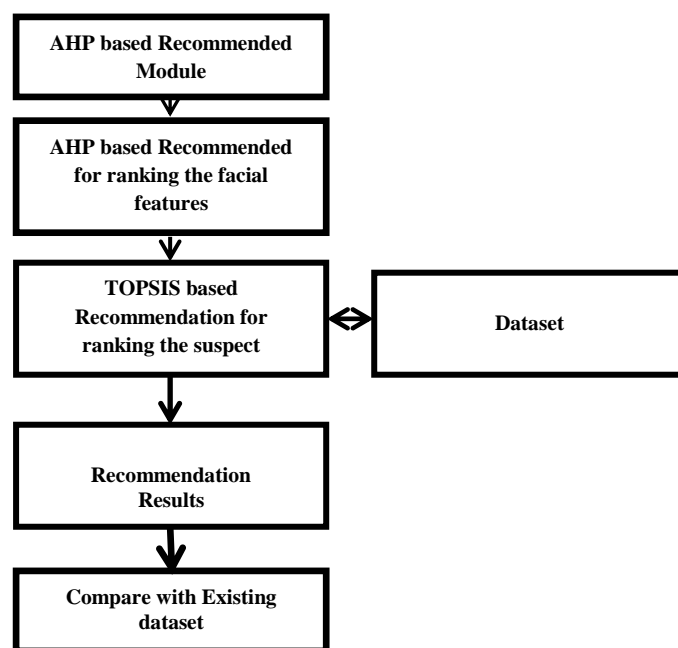 AHP based Recommended
Module
AHP based Recommended
for ranking the facial
features
TOPSIS based
Recommendation for
ranking the suspect
Dataset
Recommendation
Results
Compare with Existing
dataset